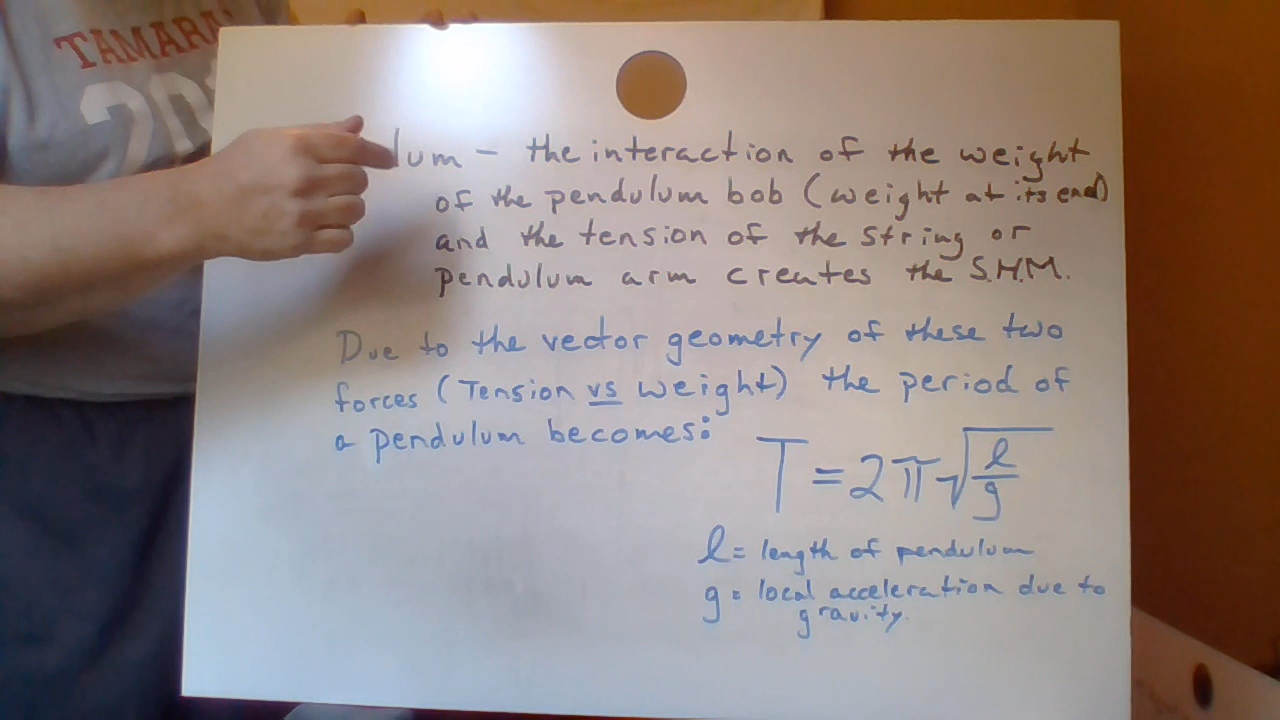 TAMARA
20
lum – the interaction of the weight
of the pendulum bob (weight at its end)
and the tension of the string or
pendulum arm creates the S.H.M.
Due to the vector geometry of these two
forces (Tension vs weight) the period of
a pendulum becomes:
T = 2π√(l/g)
l = length of pendulum
g = local acceleration due to
gravity.